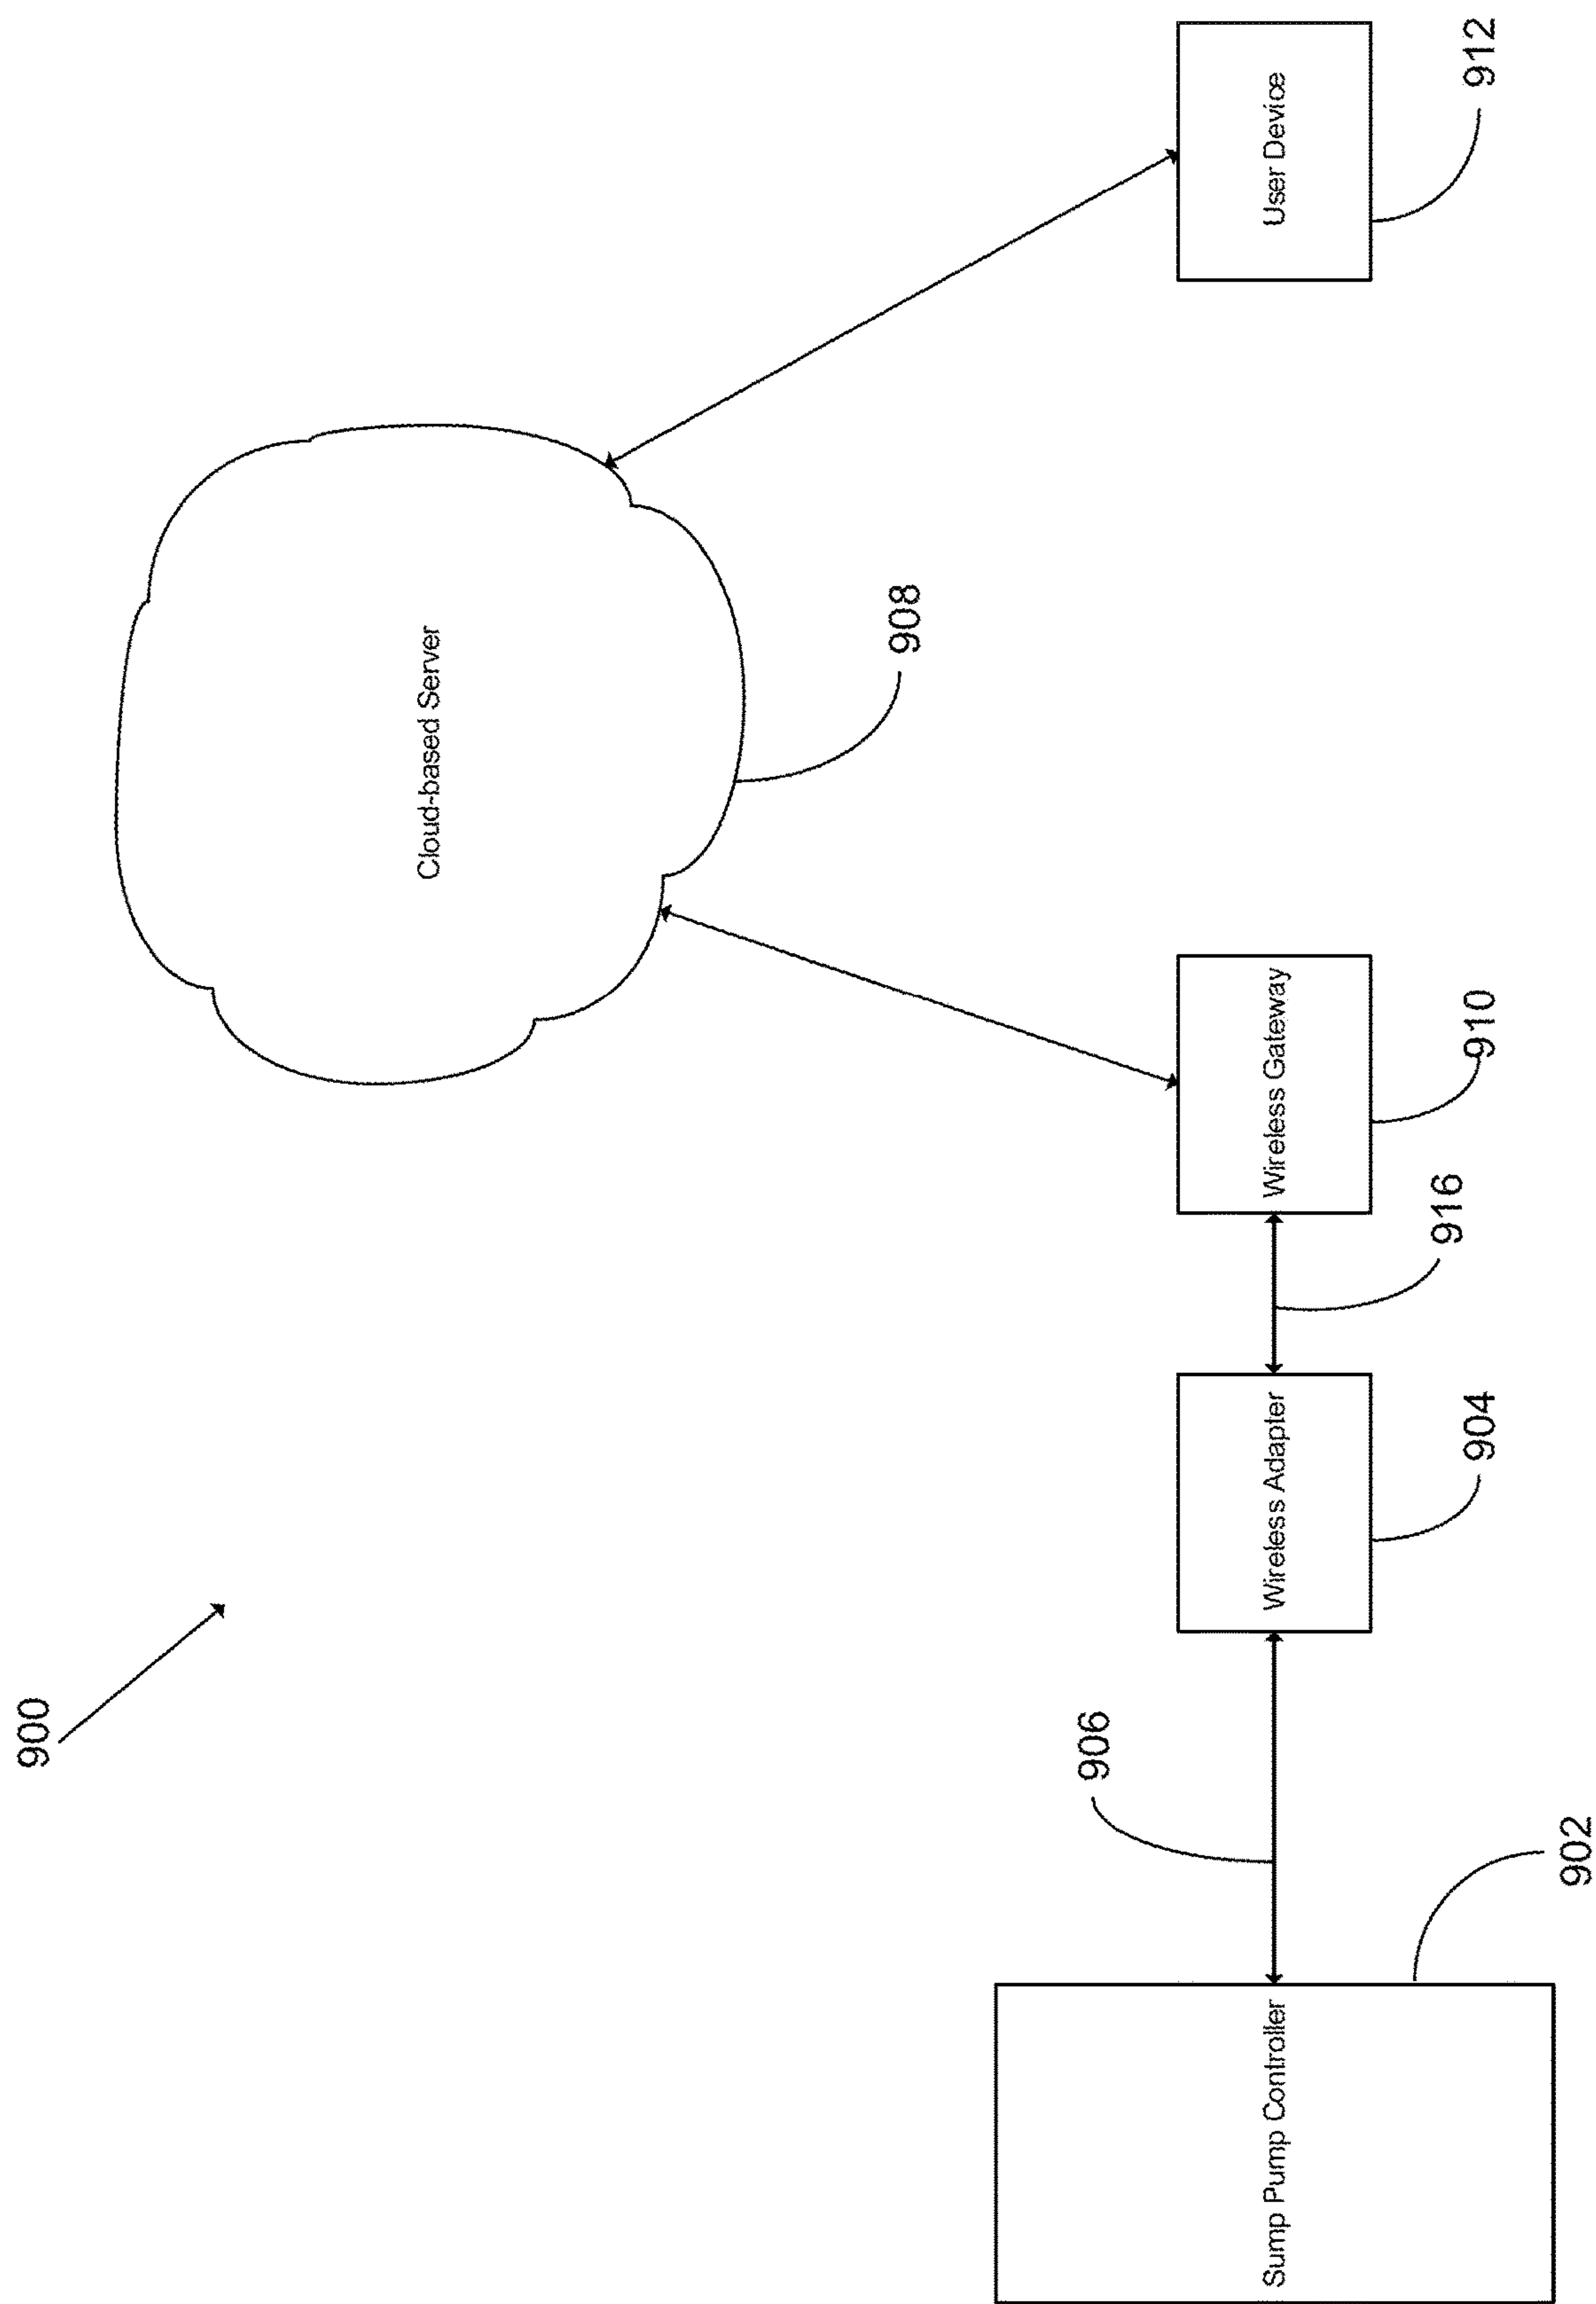 900
Cloud-based Server
908
906
Sump Pump Controller
902
Wireless Adapter
904
916
Wireless Gateway
910
User Device
912